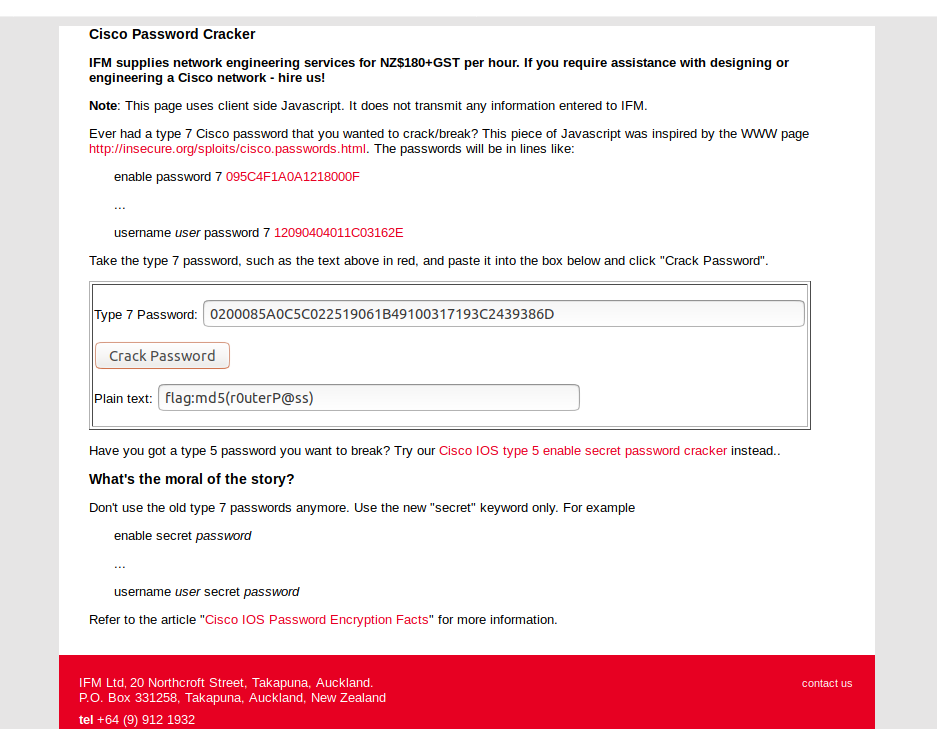 Cisco Password Cracker
IFM supplies network engineering services for NZ$180+GST per hour. If you require assistance with designing or
engineering a Cisco network - hire us!
Note: This page uses client side Javascript. It does not transmit any information entered to IFM.
Ever had a type 7 Cisco password that you wanted to crack/break? This piece of Javascript was inspired by the WWW page
http://insecure.org/sploits/cisco.passwords.html. The passwords will be in lines like:
enable password 7 095C4F1A0A1218000F
...
username user password 7 12090404011C03162E
Take the type 7 password, such as the text above in red, and paste it into the box below and click "Crack Password".
Type 7 Password: 0200085A0C5C022519061B49100317193C2439386D
Crack Password
Plain text: flag:md5(r0uterP@ss)
Have you got a type 5 password you want to break? Try our Cisco IOS type 5 enable secret password cracker instead..
What's the moral of the story?
Don't use the old type 7 passwords anymore. Use the new "secret" keyword only. For example
enable secret password
...
username user secret password
Refer to the article "Cisco IOS Password Encryption Facts" for more information.
IFM Ltd, 20 Northcroft Street, Takapuna, Auckland. contact us
P.O. Box 331258, Takapuna, Auckland, New Zealand
tel +64 (9) 912 1932